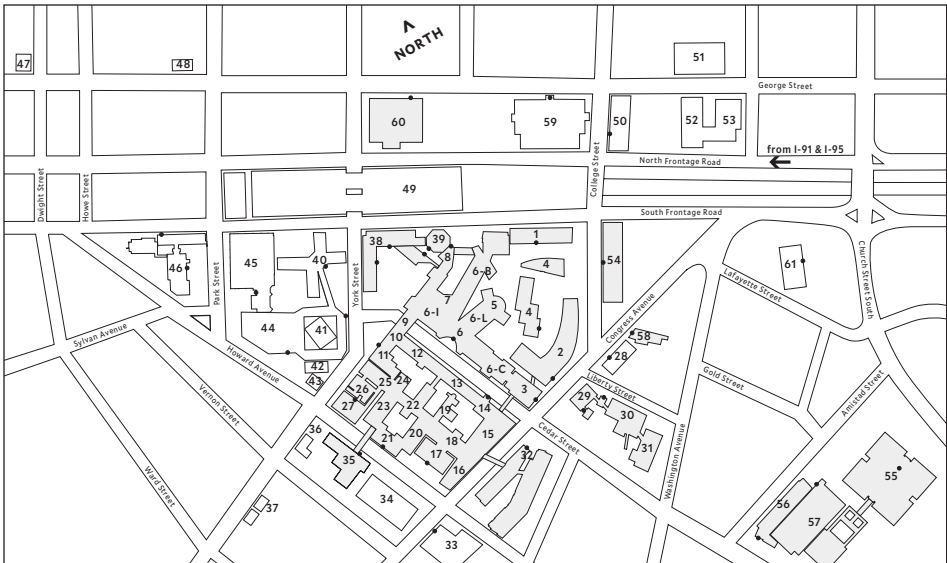 NORTH
47
48
51
George Street
60
59
50
52
53
North Frontage Road
from I-91 & I-95
College Street
Dwight Street
Howe Street
49
South Frontage Road
38
39
1
8
6-B
4
54
46
45
40
Park Street
York Street
61
Lafayette Street
Church Street South
7
6-I
5
6-L
4
9
6
44
41
10
Congress Avenue
58
Sylvan Avenue
11
12
2
28
42
43
Howard Avenue
6-C
3
Gold Street
Liberty Street
26
25
24
13
27
23
22
19
14
29
30
Amistad Street
Vernon Street
36
21
20
18
15
Cedar Street
31
Washington Avenue
35
17
16
32
55
Ward Street
34
37
56
57
33